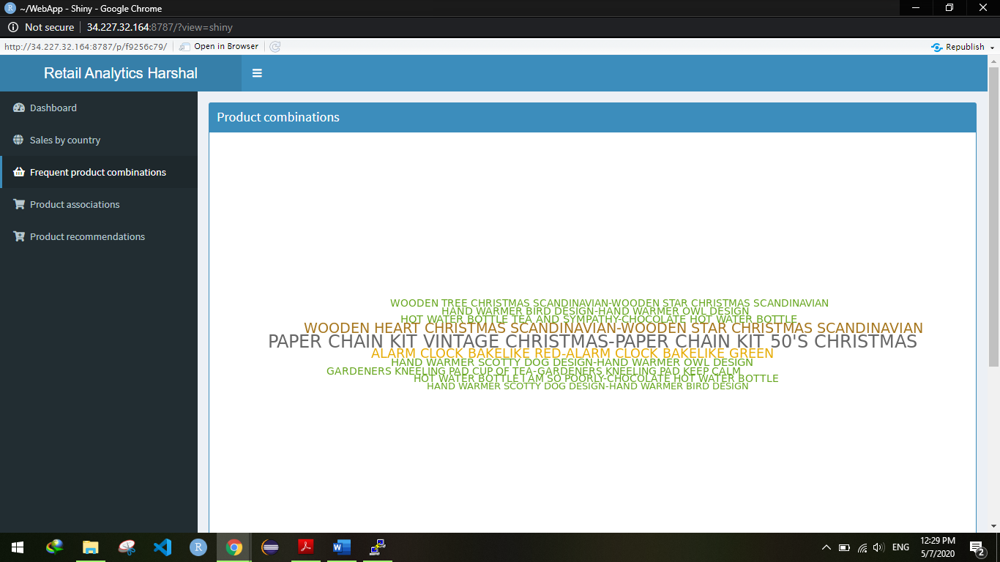 ~/WebApp - Shiny - Google Chrome
Not secure 34.227.32.164:8787/?view=shiny
http://34.227.32.164:8787/p/f9256c79/ Open in Browser Republish
Retail Analytics Harshal
Dashboard
Sales by country
Frequent product combinations
Product associations
Product recommendations
Product combinations
WOODEN TREE CHRISTMAS SCANDINAVIAN-WOODEN STAR CHRISTMAS SCANDINAVIAN
HAND WARMER BIRD DESIGN-HAND WARMER OWL DESIGN
HOT WATER BOTTLE TEA AND SYMPATHY-CHOCOLATE HOT WATER BOTTLE
WOODEN HEART CHRISTMAS SCANDINAVIAN-WOODEN STAR CHRISTMAS SCANDINAVIAN
PAPER CHAIN KIT VINTAGE CHRISTMAS-PAPER CHAIN KIT 50'S CHRISTMAS
ALARM CLOCK BAKELIKE RED-ALARM CLOCK BAKELIKE GREEN
HAND WARMER SCOTTY DOG DESIGN-HAND WARMER OWL DESIGN
GARDENERS KNEELING PAD CUP OF TEA-GARDENERS KNEELING PAD KEEP CALM
HOT WATER BOTTLE I AM SO POORLY-CHOCOLATE HOT WATER BOTTLE
HAND WARMER SCOTTY DOG DESIGN-HAND WARMER BIRD DESIGN
ENG
12:29 PM
5/7/2020
2